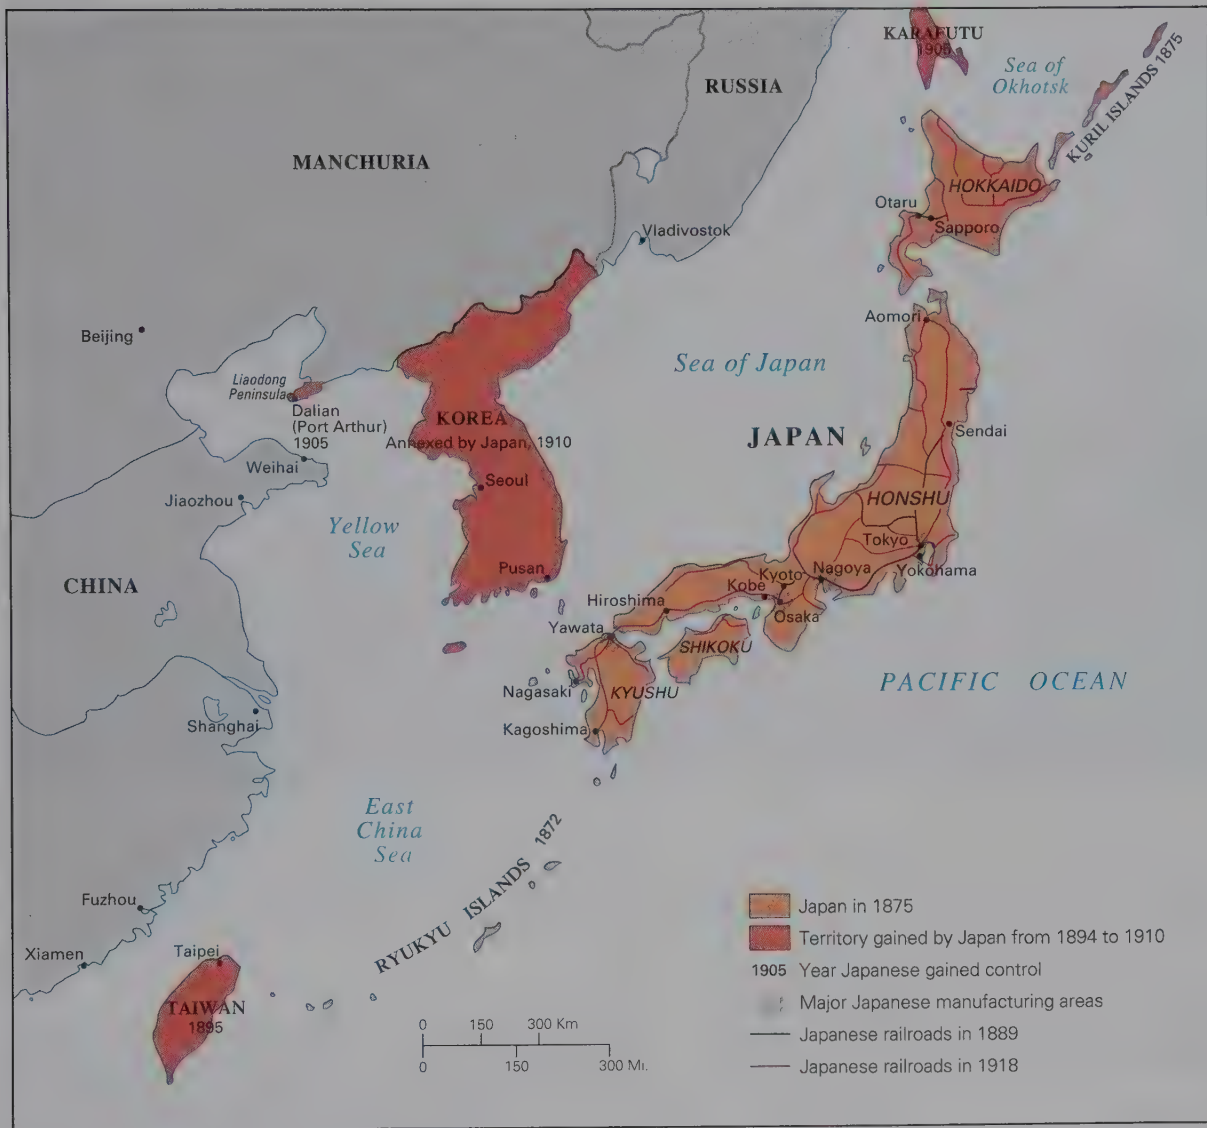 KARAFUTU
1905
Sea of
Okhotsk
KURIL ISLANDS 1875
RUSSIA
MANCHURIA
HOKKAIDO
Otaru
Sapporo
Vladivostok
Aomori
Beijing
Sea of Japan
Liaodong
Peninsula
Dalian
(Port Arthur)
1905
KOREA
Annexed by Japan, 1910
JAPAN
Sendai
Weihai
Seoul
Jiaozhou
HONSHU
Yellow
Sea
Tokyo
Yokohama
Pusan
Nagoya
Kyoto
Kobe
CHINA
Hiroshima
Osaka
Yawata
SHIKOKU
Nagasaki
KYUSHU
PACIFIC OCEAN
Shanghai
Kagoshima
East
China
Sea
RYUKYU ISLANDS 1872
Fuzhou
Xiamen
Taipei
TAIWAN
1895
Japan in 1875
Territory gained by Japan from 1894 to 1910
1905 Year Japanese gained control
Major Japanese manufacturing areas
Japanese railroads in 1889
Japanese railroads in 1918
0 150 300 Km
0 150 300 Mi.